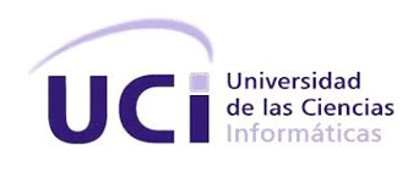 UCi
Universidad
de las Ciencias
Informáticas